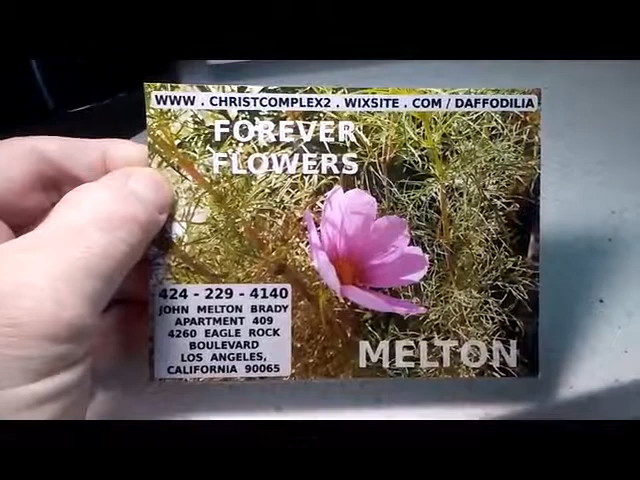 WWW . CHRISTCOMPLEX2 . WIXSITE . COM / DAFFODILIA
FOREVER
FLOWERS
424 - 229 - 4140
JOHN MELTON BRADY
APARTMENT 409
4260 EAGLE ROCK
BOULEVARD
LOS ANGELES,
CALIFORNIA 90065
MELTON